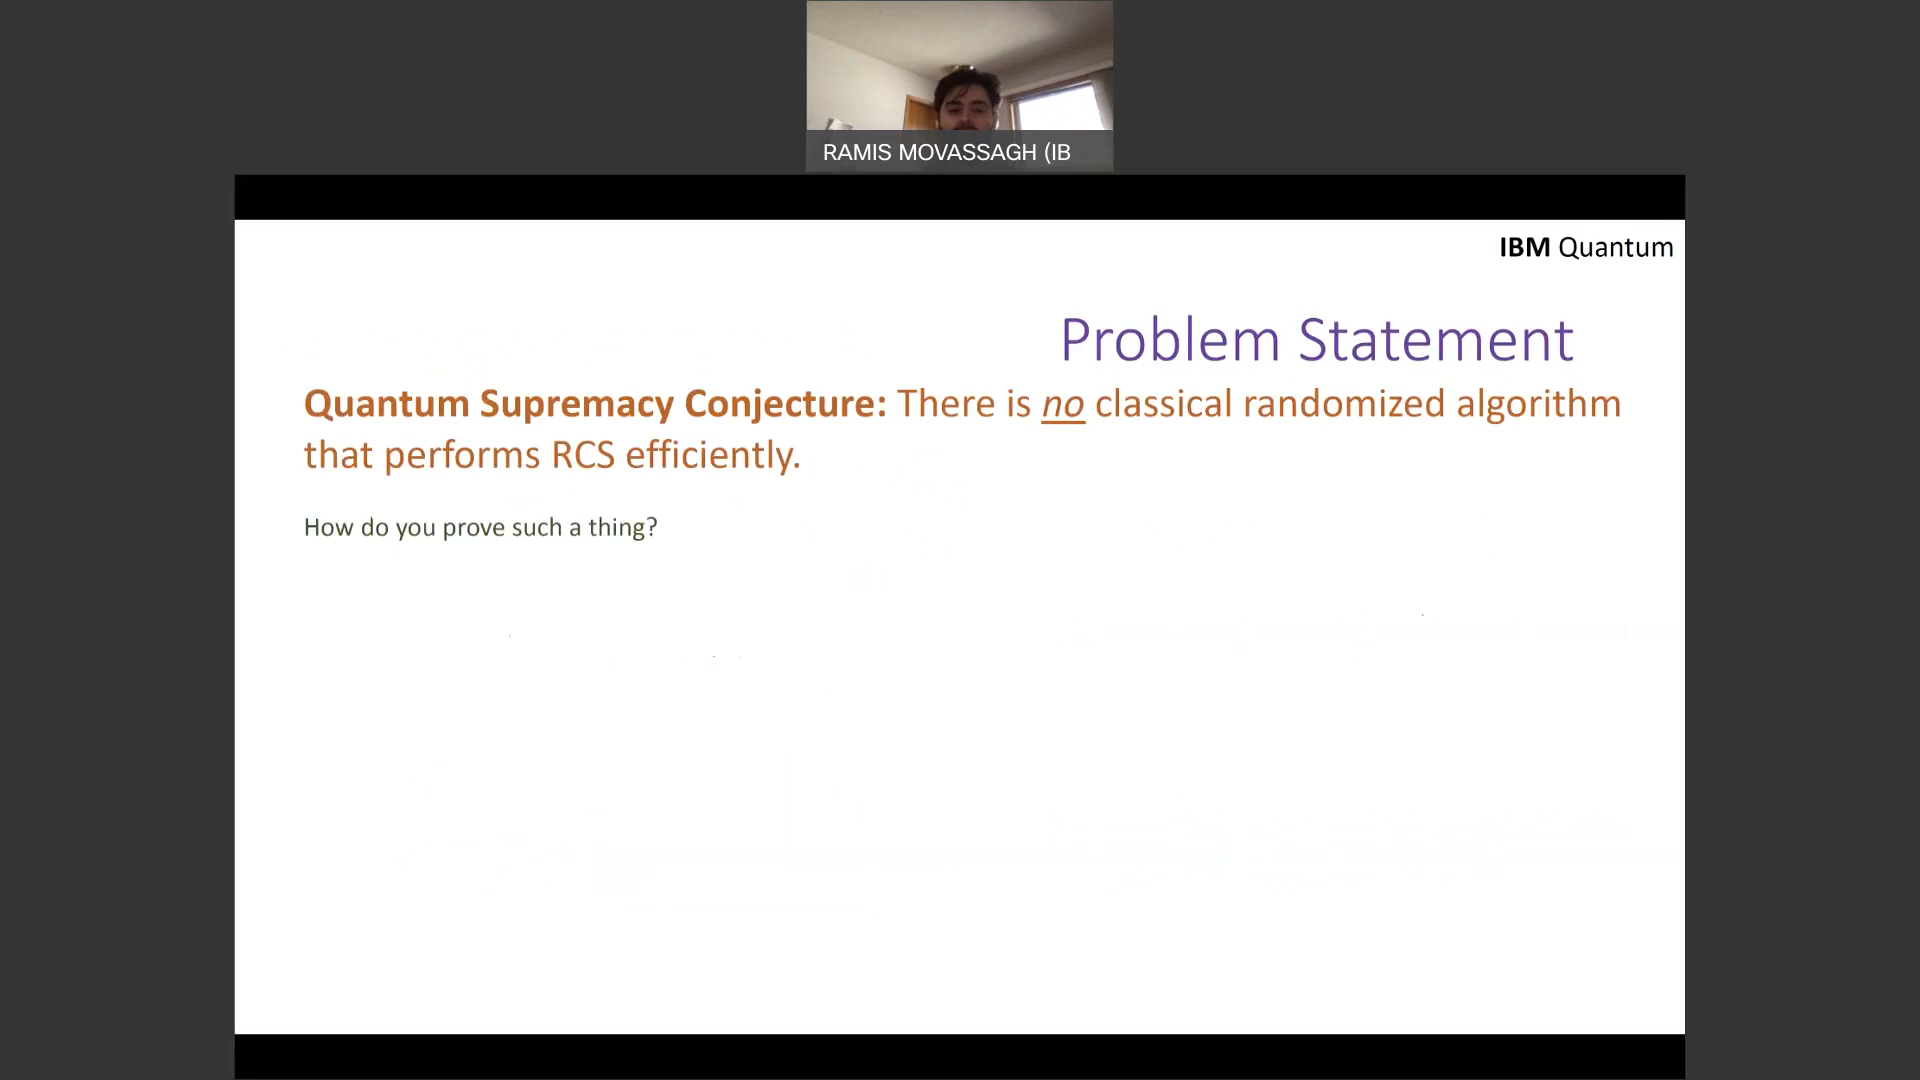 RAMIS MOVASSAGH (IB
IBM Quantum
Problem Statement
Quantum Supremacy Conjecture: There is no classical randomized algorithm
that performs RCS efficiently.
How do you prove such a thing?